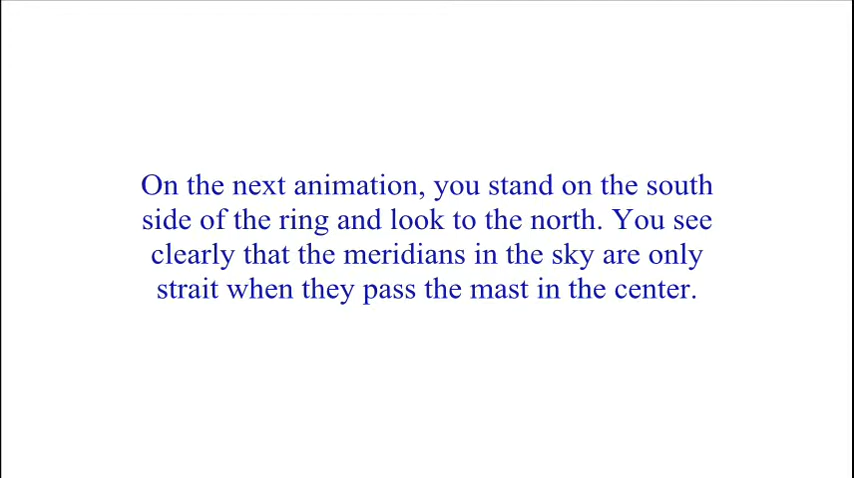 On the next animation, you stand on the south
side of the ring and look to the north. You see
clearly that the meridians in the sky are only
strait when they pass the mast in the center.